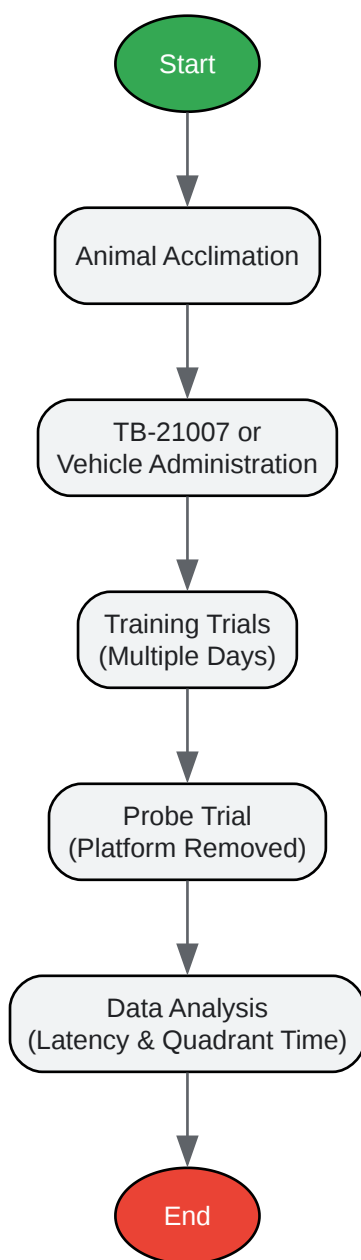 Start
Animal Acclimation
TB-21007 or
Vehicle Administration
Training Trials
(Multiple Days)
Probe Trial
(Platform Removed)
Data Analysis
(Latency & Quadrant Time)
End